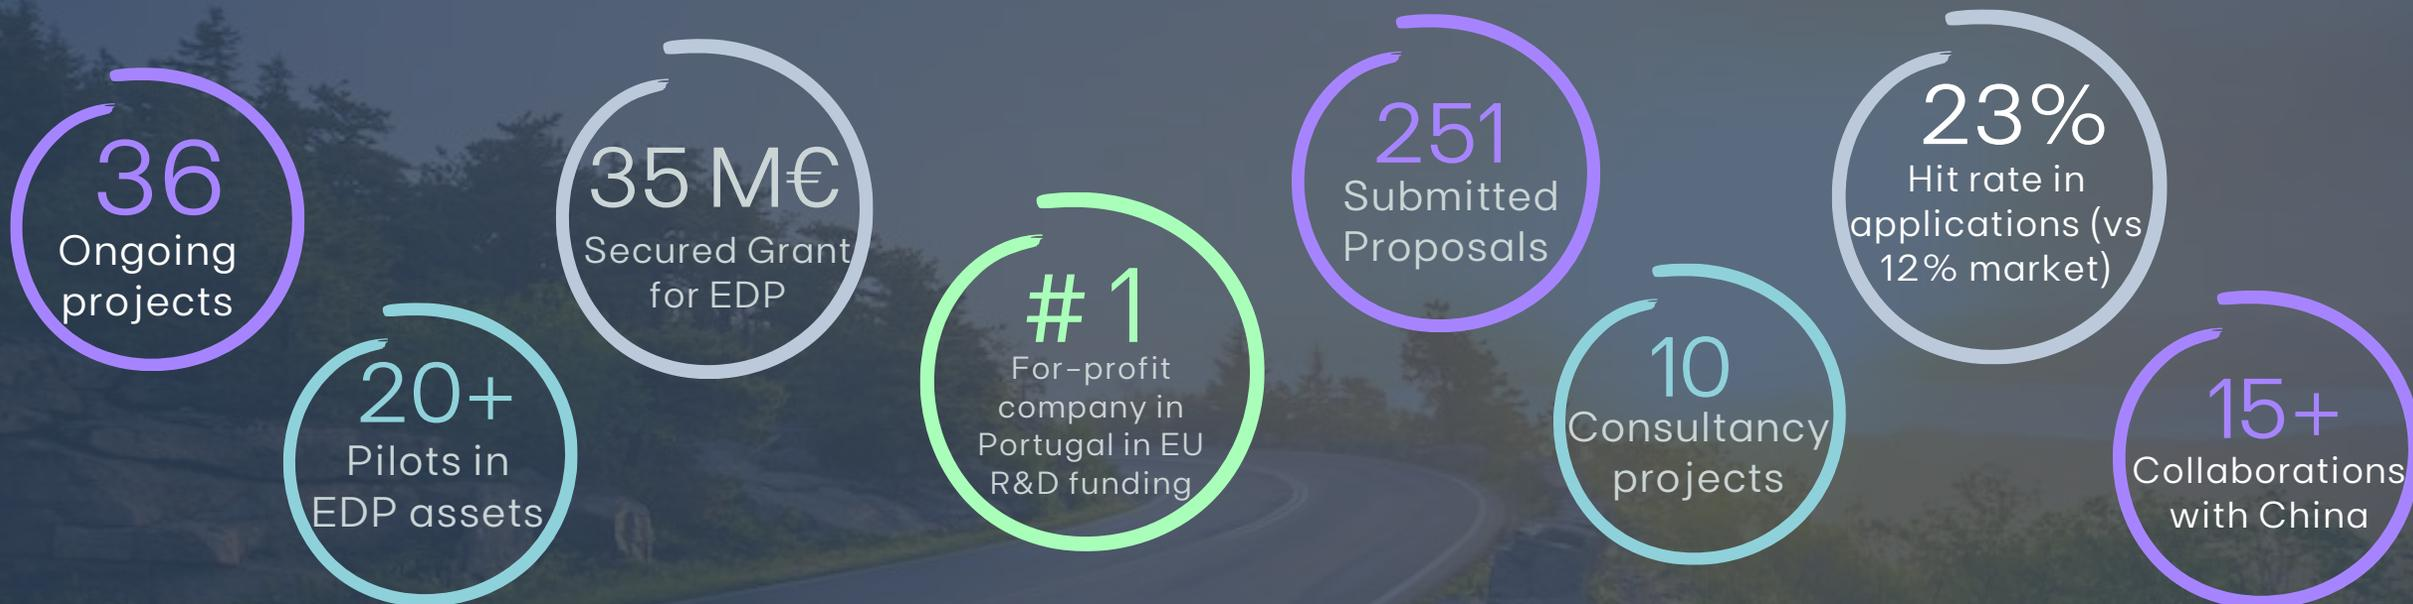 36
Ongoing
projects
20+
Pilots in
EDP assets
35 M€
Secured Grant
for EDP
# 1
For-profit
company in
Portugal in EU
R&D funding
251
Submitted
Proposals
10
Consultancy
projects
23%
Hit rate in
applications (vs
12% market)
15+
Collaborations
with China